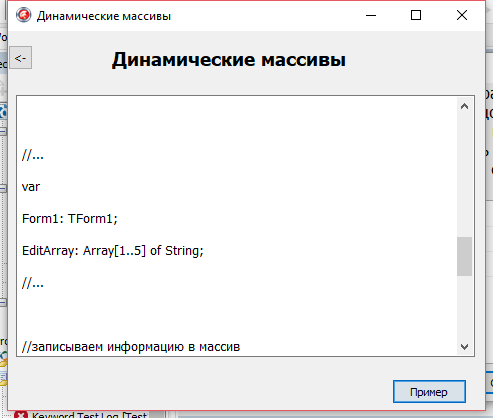 Динамические массивы
<-
Динамические массивы
//...
var
Form1: TForm1;
EditArray: Array[1..5] of String;
//...
//записываем информацию в массив
Пример
Keyword Test Log [Test